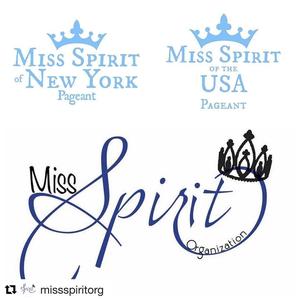 Miss Spirit
of New York
Pageant
Miss Spirit
of the
USA
Pageant
Miss
Spirit
Organization
missspiritorg